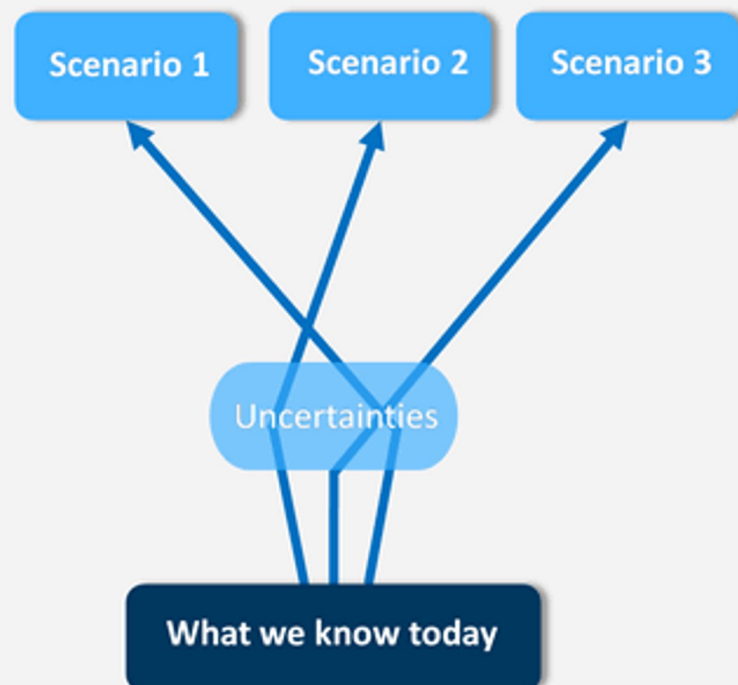 Scenario 1
Scenario 2
Scenario 3
Uncertainties
What we know today